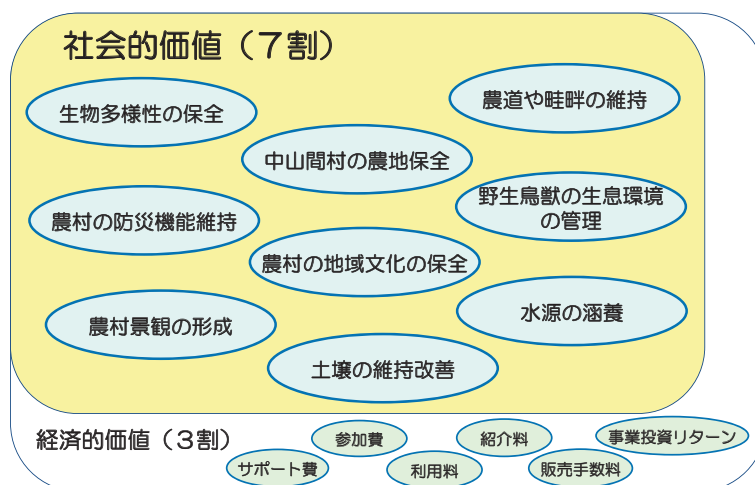 社会的価値（７割）
生物多様性の保全
農道や畦畔の維持
中山間村の農地保全
農村の防災機能維持
野生鳥獣の生息環境
の管理
農村の地域文化の保全
農村景観の形成
水源の涵養
土壌の維持改善
経済的価値（３割）
参加費
紹介料
事業投資リターン
サポート費
利用料
販売手数料